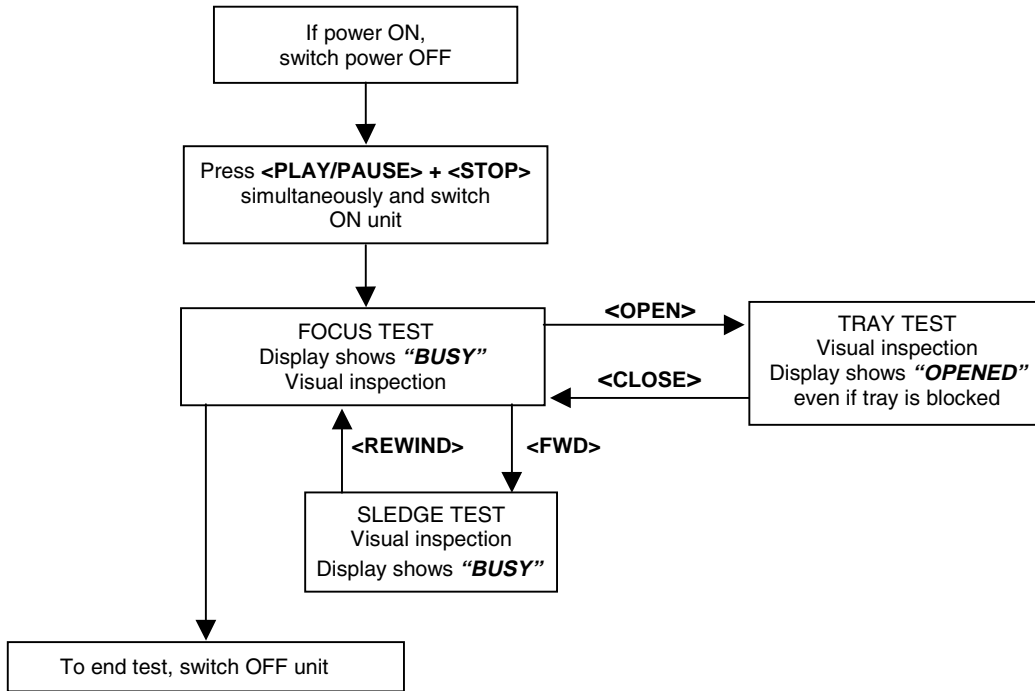 If power ON,
switch power OFF
Press <PLAY/PAUSE> + <STOP>
simultaneously and switch
ON unit
FOCUS TEST
Display shows “BUSY”
Visual inspection
<OPEN>
<CLOSE>
TRAY TEST
Visual inspection
Display shows “OPENED”
even if tray is blocked
<REWIND>
<FWD>
SLEDGE TEST
Visual inspection
Display shows “BUSY”
To end test, switch OFF unit